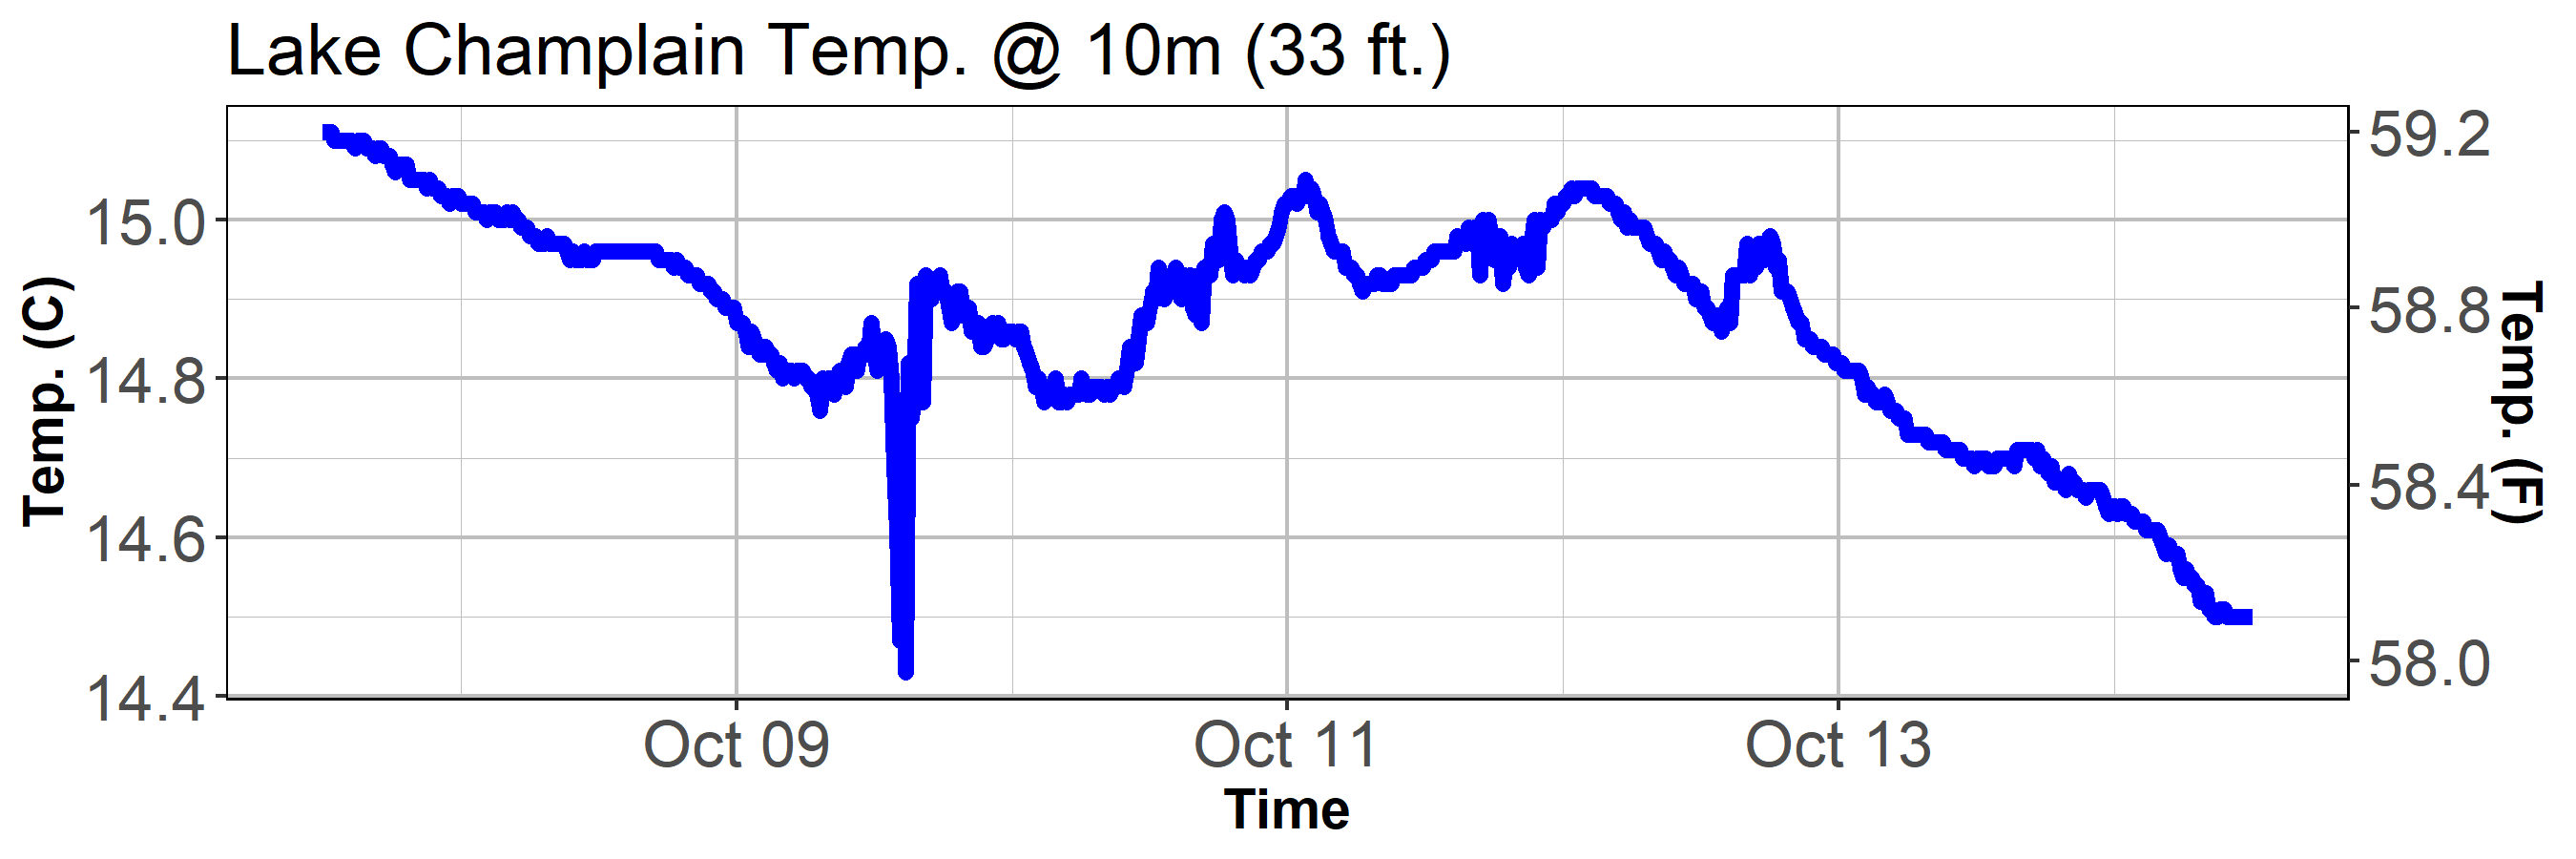 Lake Champlain Temp. @ 10m (33 ft.)
Temp. (C)
15.0
14.8
14.6
14.4
59.2
58.8
58.4
58.0
Temp. (F)
Oct 09
Oct 11
Oct 13
Time